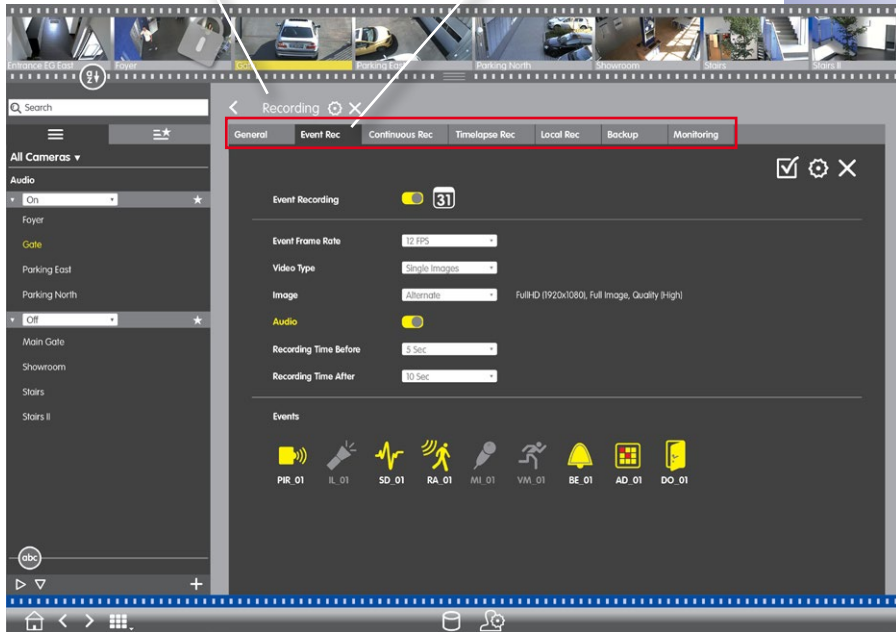 Entrance EG East Foyer Gate Parking East Parking North Showroom Stairs Stairs II
Search
Recording
General Event Rec Continuous Rec Timelapse Rec Local Rec Backup Monitoring
All Cameras
Audio
On
Foyer
Gate
Parking East
Parking North
Off
Main Gate
Showroom
Stairs
Stairs II
abc
Event Recording 31
Event Frame Rate 12 FPS
Video Type Single Images
Image Alternate FullHD (1920x1080), Full Image, Quality (High)
Audio
Recording Time Before 5 Sec
Recording Time After 10 Sec
Events
PIR_01 IL_01 SD_01 RA_01 MI_01 VM_01 BE_01 AD_01 DO_01